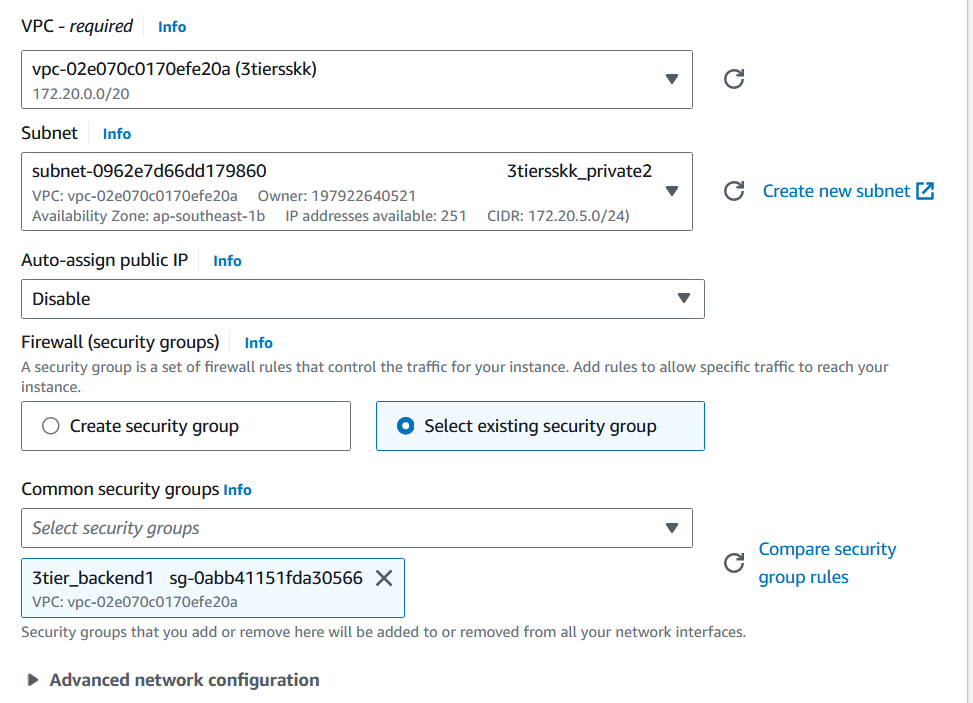 VPC - required Info
vpc-02e070c0170efe20a (3tiersskk)
172.20.0.0/20
Subnet Info
subnet-0962e7d66dd179860 3tiersskk_private2
VPC: vpc-02e070c0170efe20a Owner: 197922640521
Availability Zone: ap-southeast-1b IP addresses available: 251 CIDR: 172.20.5.0/24)
Create new subnet
Auto-assign public IP Info
Disable
Firewall (security groups) Info
A security group is a set of firewall rules that control the traffic for your instance. Add rules to allow specific traffic to reach your
instance.
Create security group
Select existing security group
Common security groups Info
Select security groups
3tier_backend1 sg-0abb41151fda30566
VPC: vpc-02e070c0170efe20a
Compare security
group rules
Security groups that you add or remove here will be added to or removed from all your network interfaces.
Advanced network configuration